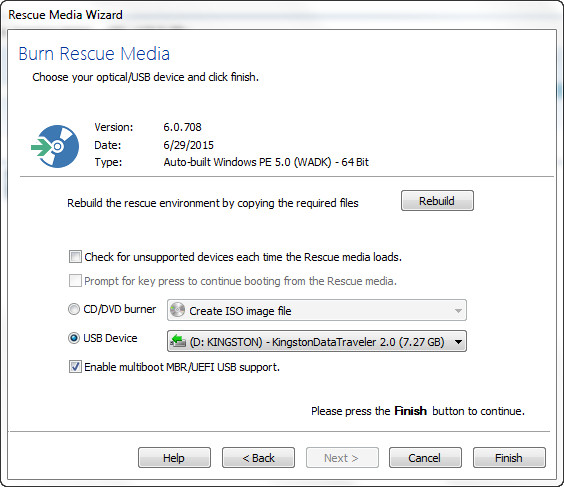 Rescue Media Wizard
Burn Rescue Media
Choose your optical/USB device and click finish.
Version: 6.0.708
Date: 6/29/2015
Type: Auto-built Windows PE 5.0 (WADK) - 64 Bit
Rebuild the rescue environment by copying the required files Rebuild
Check for unsupported devices each time the Rescue media loads.
Prompt for key press to continue booting from the Rescue media.
CD/DVD burner Create ISO image file
USB Device (D: KINGSTON) - KingstonDataTraveler 2.0 (7.27 GB)
Enable multiboot MBR/UEFI USB support.
Please press the Finish button to continue.
Help < Back Next > Cancel Finish